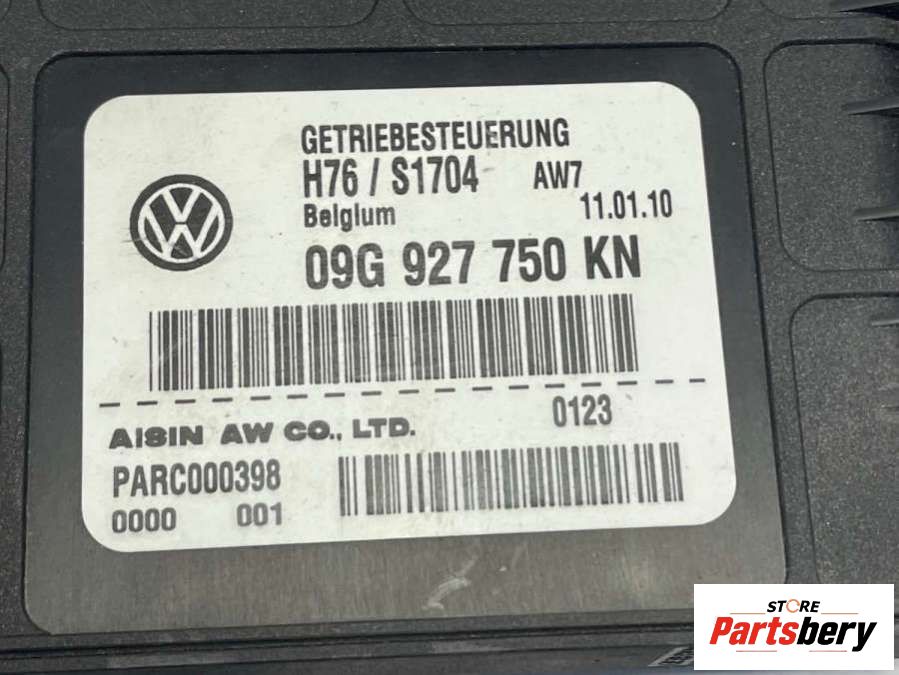 GETRIEBESTEUERUNG
H76 / S1704 AW7
Belgium 11.01.10
09G 927 750 KN
0123
AISIN AW CO., LTD.
PARC000398
0000 001
STORE
Partsbery